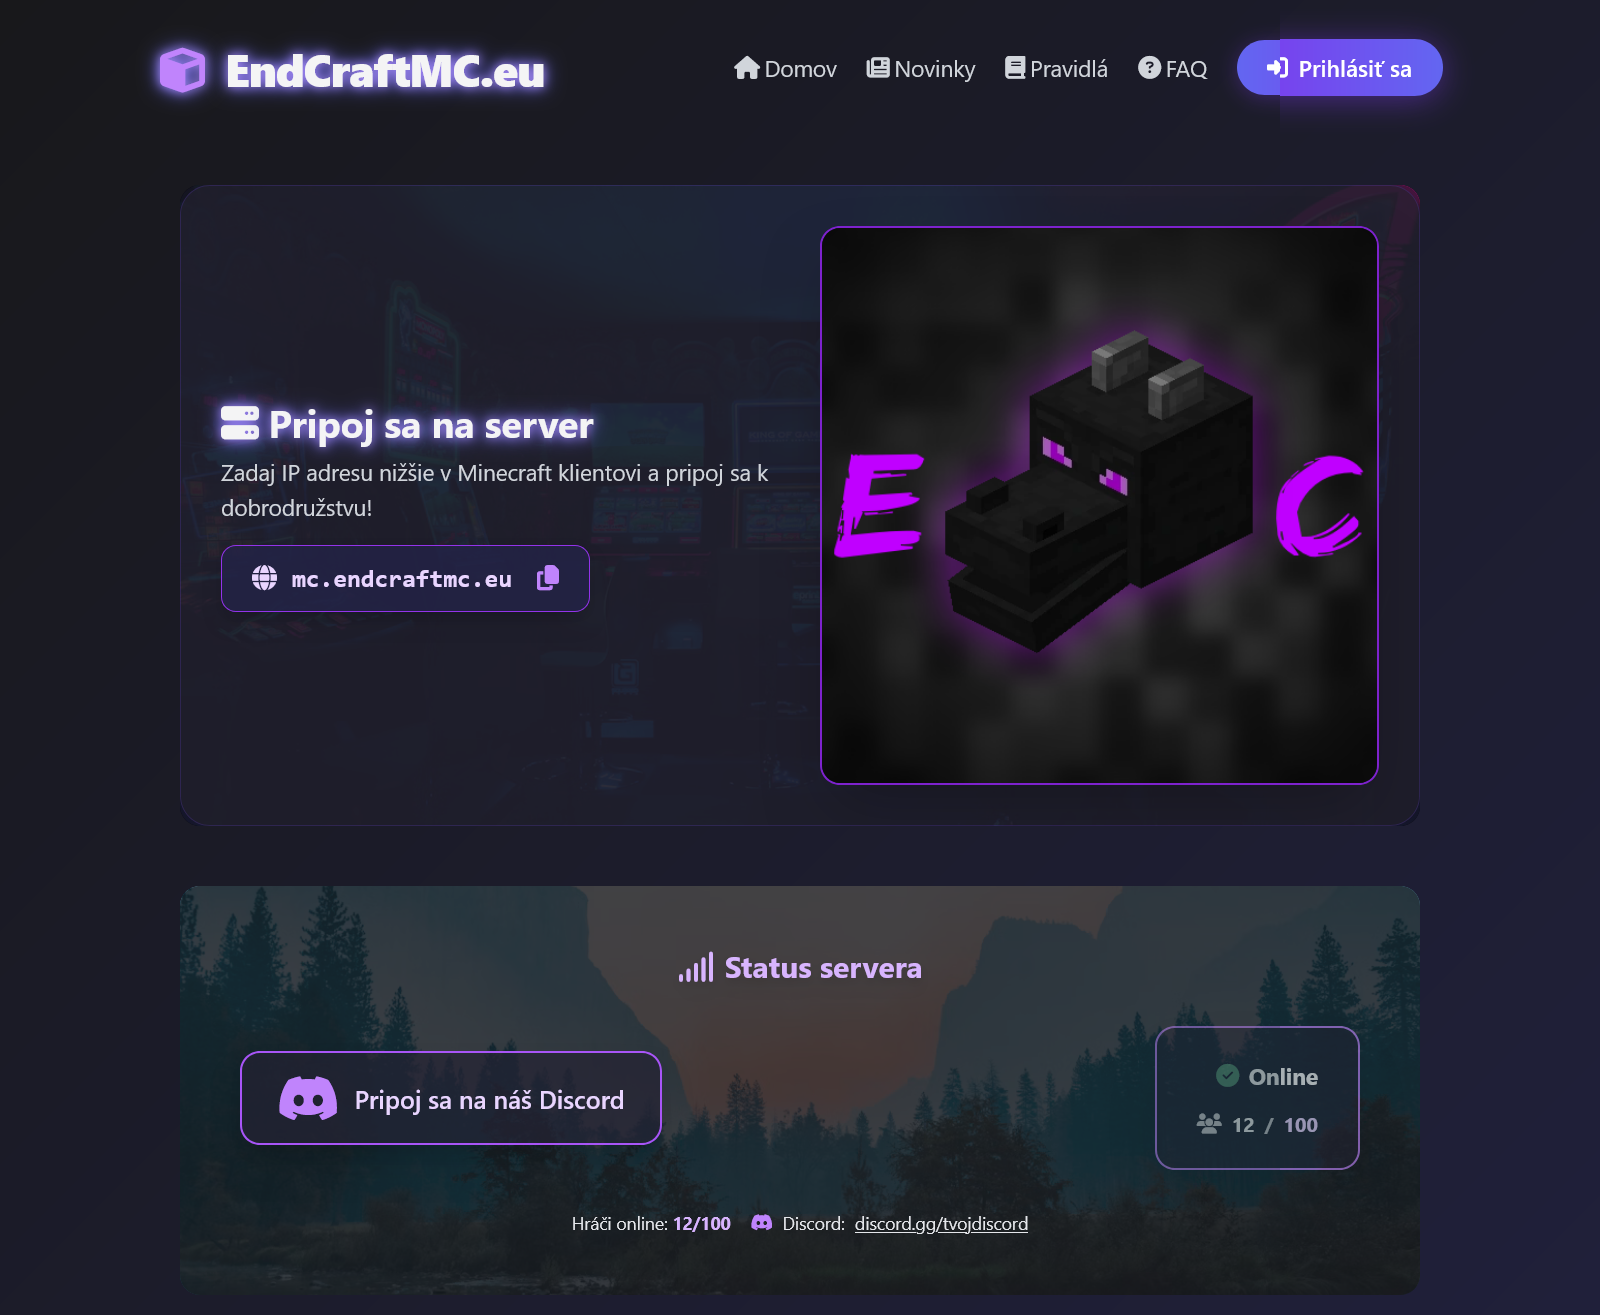 EndCraftMC.eu
Domov
Novinky
Pravidlá
FAQ
Prihlásiť sa
Pripoj sa na server
Zadaj IP adresu nižšie v Minecraft klientovi a pripoj sa k
dobrodružstvu!
mc.endcraftmc.eu
E C
Status servera
Pripoj sa na náš Discord
Online
12 / 100
Hráči online: 12/100 Discord: discord.gg/tvojdiscord